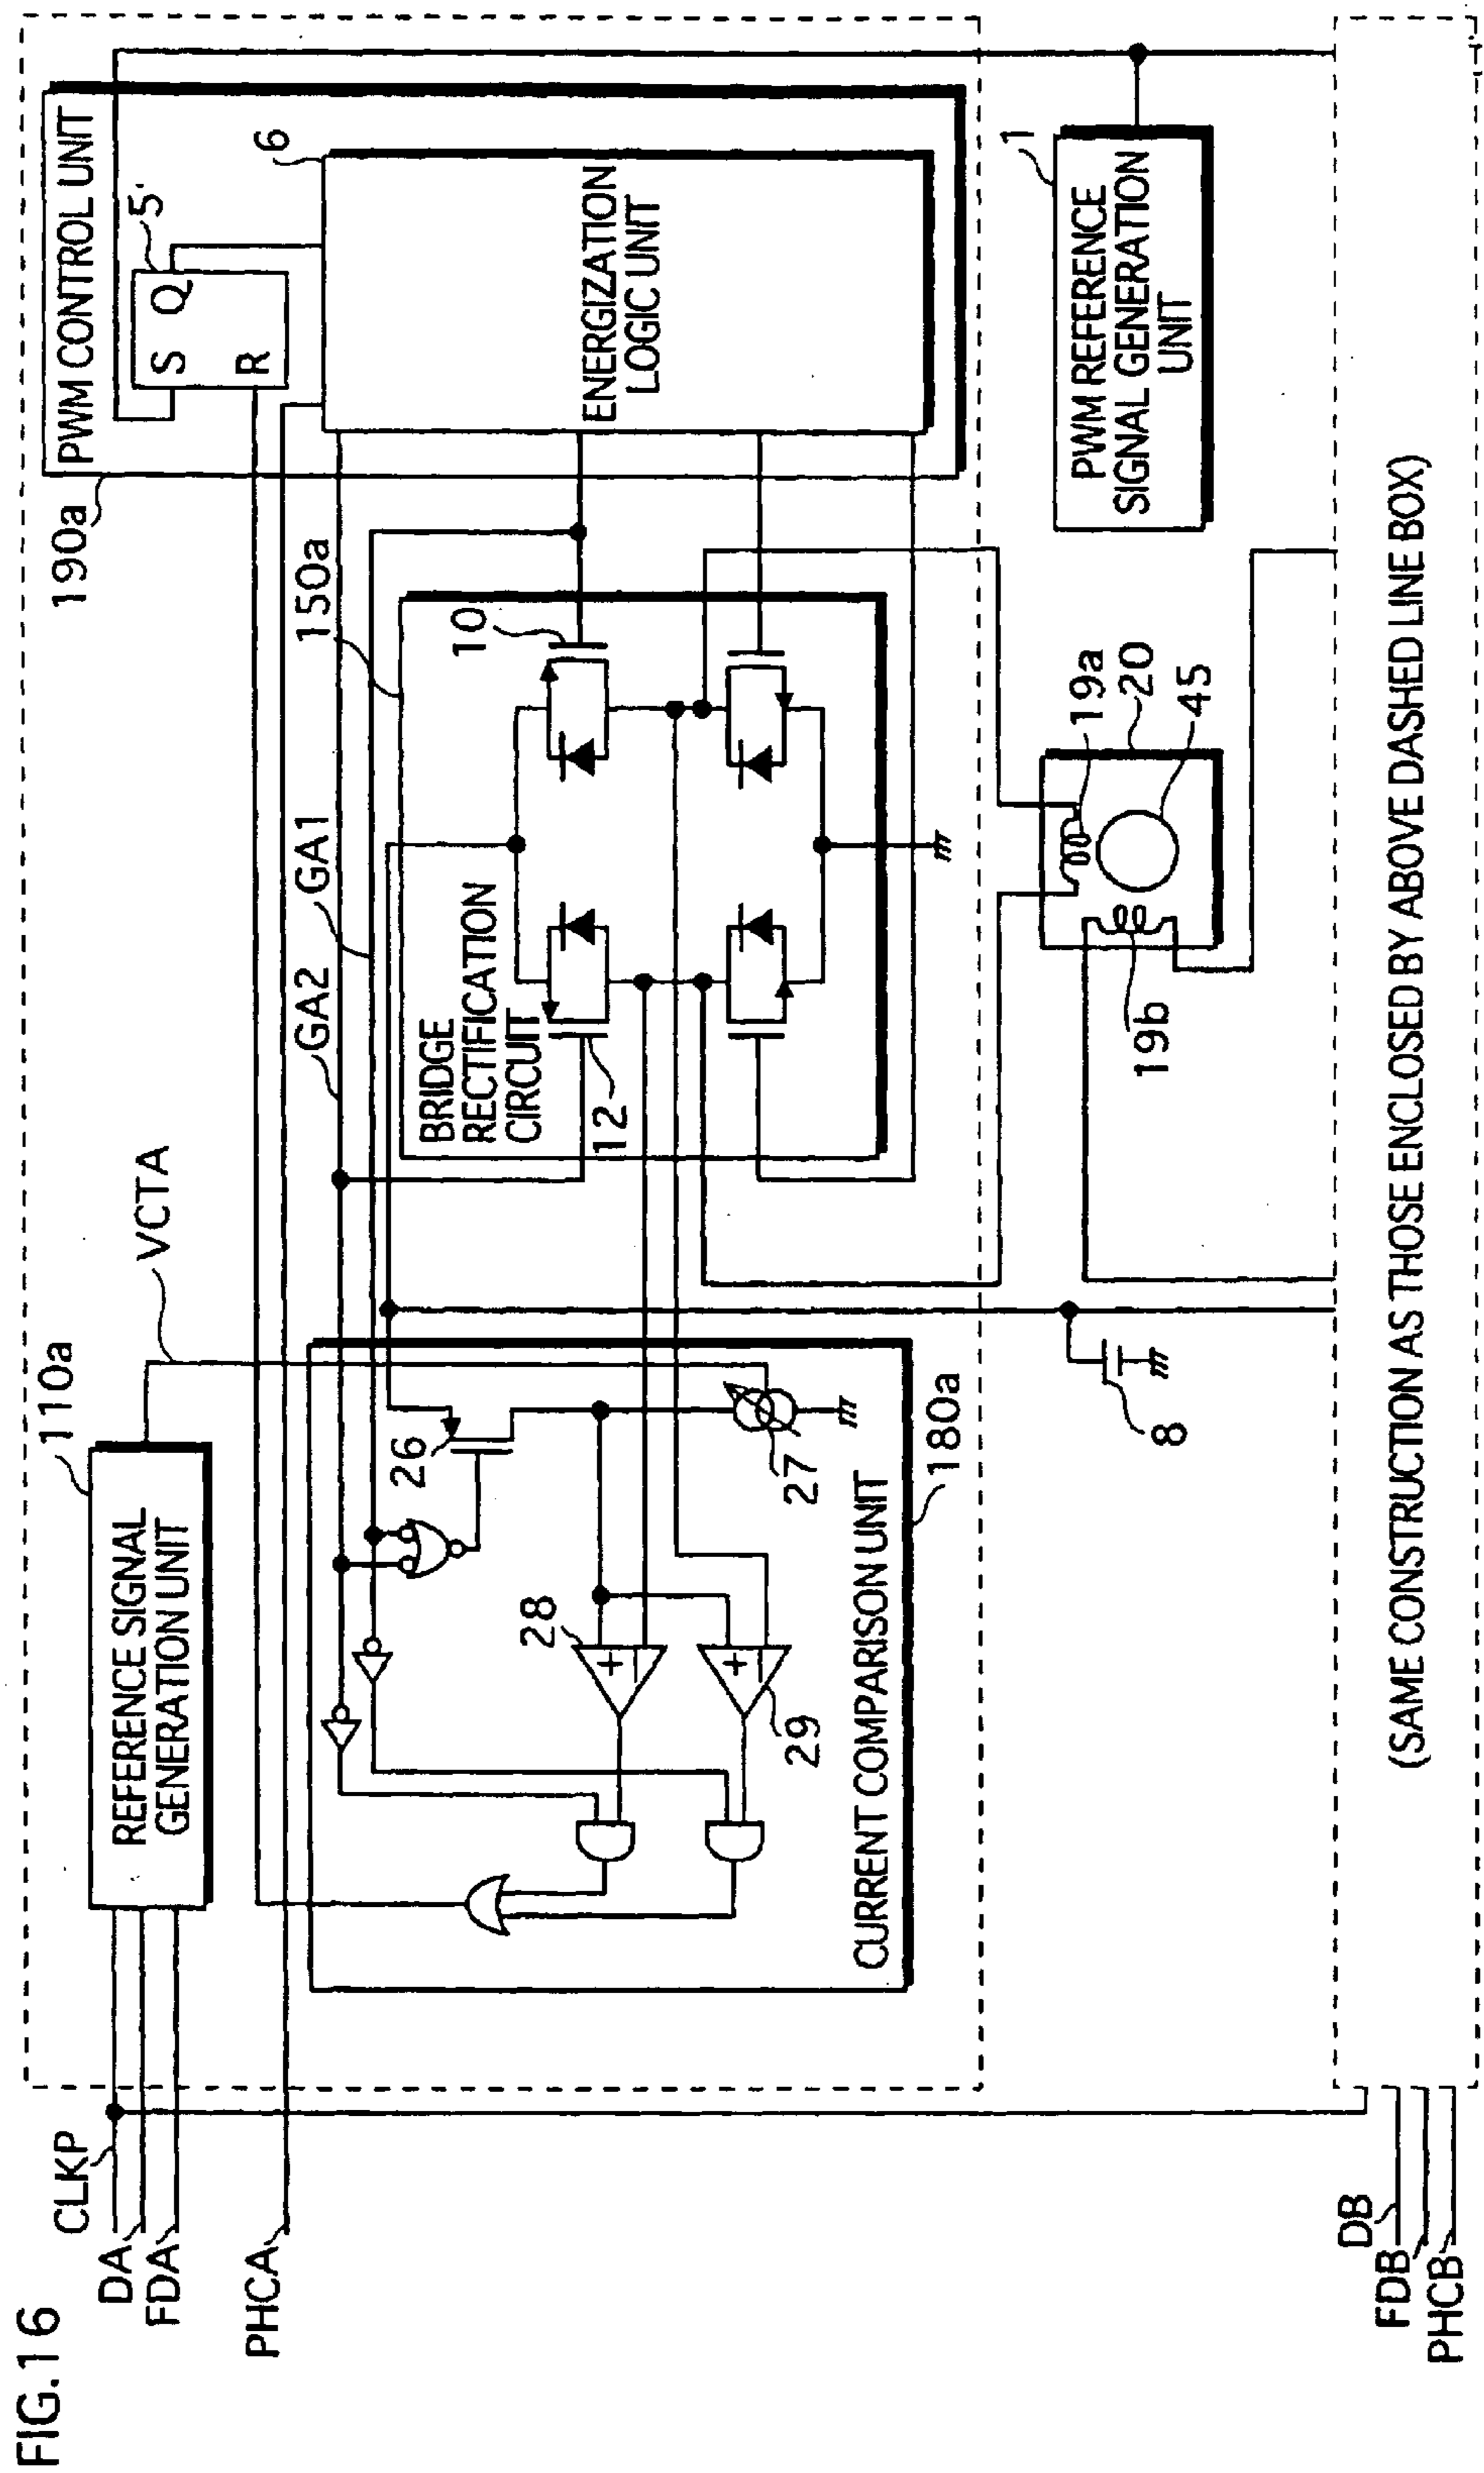 FIG.16
CLKP
DA
FDA
PHCA
REFERENCE SIGNAL
GENERATION UNIT
110a
VCTA
GA2
GA1
150a
190a
PWM CONTROL UNIT
S Q
R
5
6
ENERGIZATION
LOGIC UNIT
BRIDGE
RECTIFICATION
CIRCUIT
10
12
26
27
28
+
−
29
+
−
CURRENT COMPARISON UNIT
180a
8
19a
20
45
19b
1
PWM REFERENCE
SIGNAL GENERATION
UNIT
DB
FDB
PHCB
(SAME CONSTRUCTION AS THOSE ENCLOSED BY ABOVE DASHED LINE BOX)